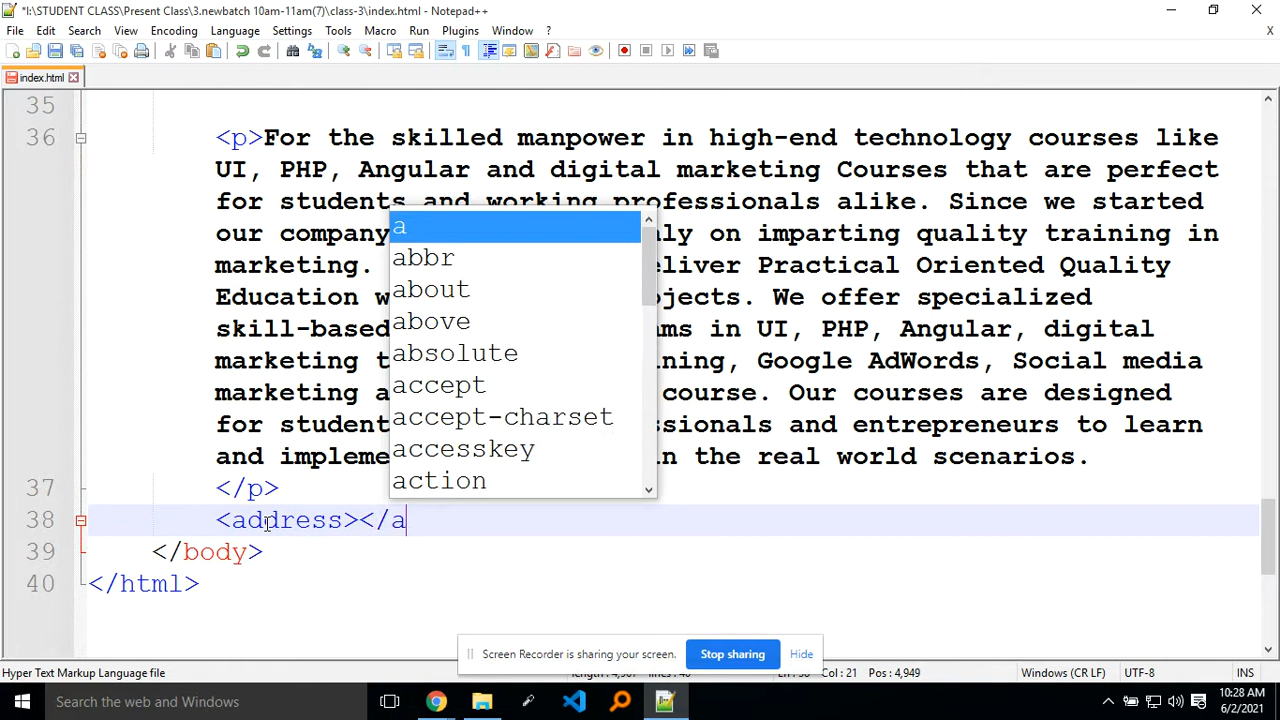 *I:\STUDENT CLASS\Present Class\3.newbatch 10am-11am(7)\class-3\index.html - Notepad++
File Edit Search View Encoding Language Settings Tools Macro Run Plugins Window ? X
index.html
35
36 <p>For the skilled manpower in high-end technology courses like
UI, PHP, Angular and digital marketing Courses that are perfect
for students and working professionals alike. Since we started
our company ly on imparting quality training in
marketing. eliver Practical Oriented Quality
Education w jects. We offer specialized
skill-based ms in UI, PHP, Angular, digital
marketing t ning, Google AdWords, Social media
marketing a course. Our courses are designed
for student ssionals and entrepreneurs to learn
and impleme in the real world scenarios.
a
abbr
about
above
absolute
accept
accept-charset
accesskey
action
37 </p>
38 <address></a
39 </body>
40 </html>
Screen Recorder is sharing your screen. Stop sharing Hide
Hyper Text Markup Language file Col : 21 Pos : 4,949 Windows (CR LF) UTF-8 INS
Search the web and Windows
10:28 AM
6/2/2021